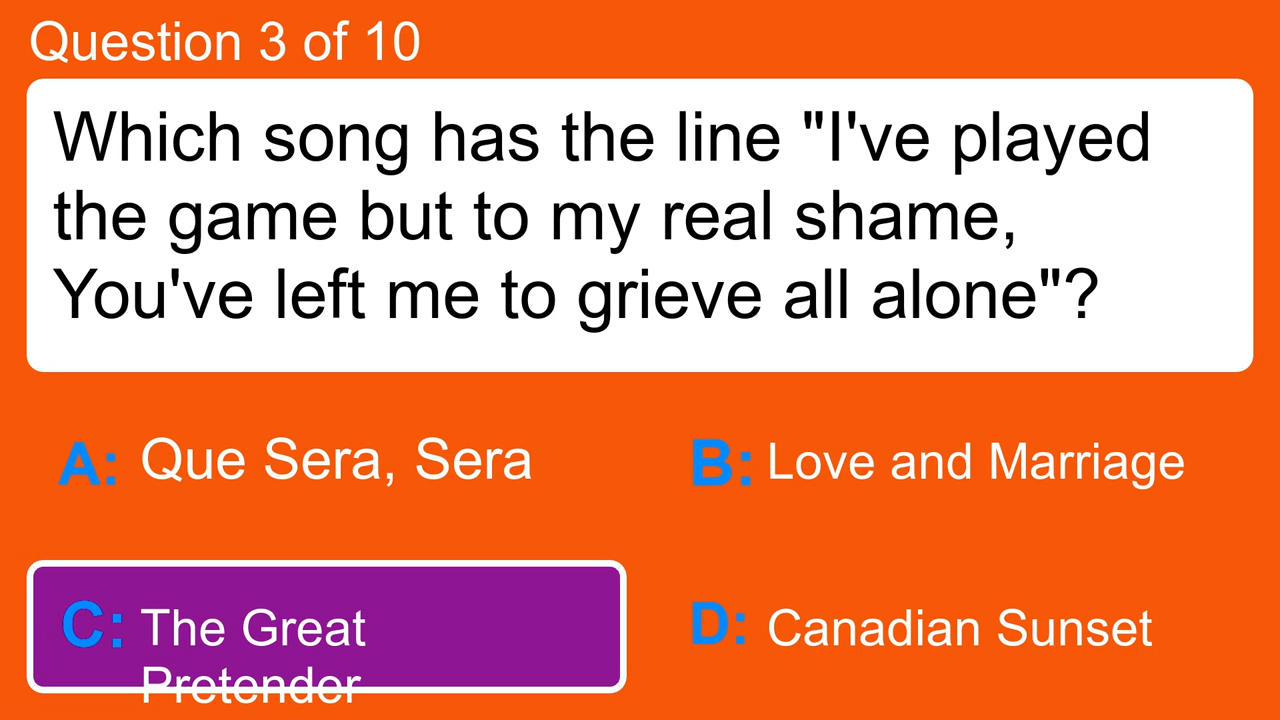 Question 3 of 10
Which song has the line "I've played
the game but to my real shame,
You've left me to grieve all alone"?
A: Que Sera, Sera
B: Love and Marriage
C: The Great
Pretender
D: Canadian Sunset